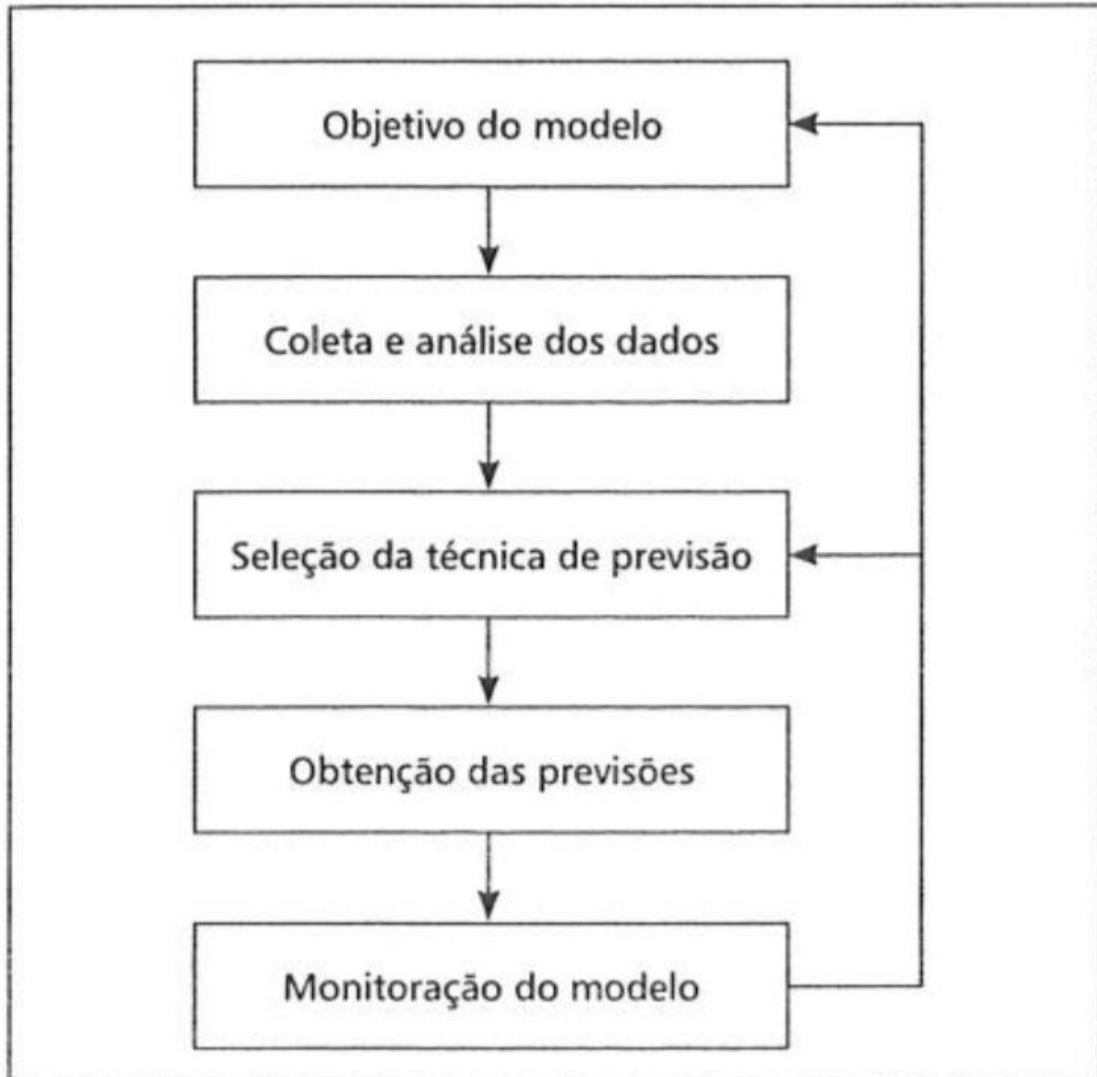 Objetivo do modelo
Coleta e análise dos dados
Seleção da técnica de previsão
Obtenção das previsões
Monitoração do modelo